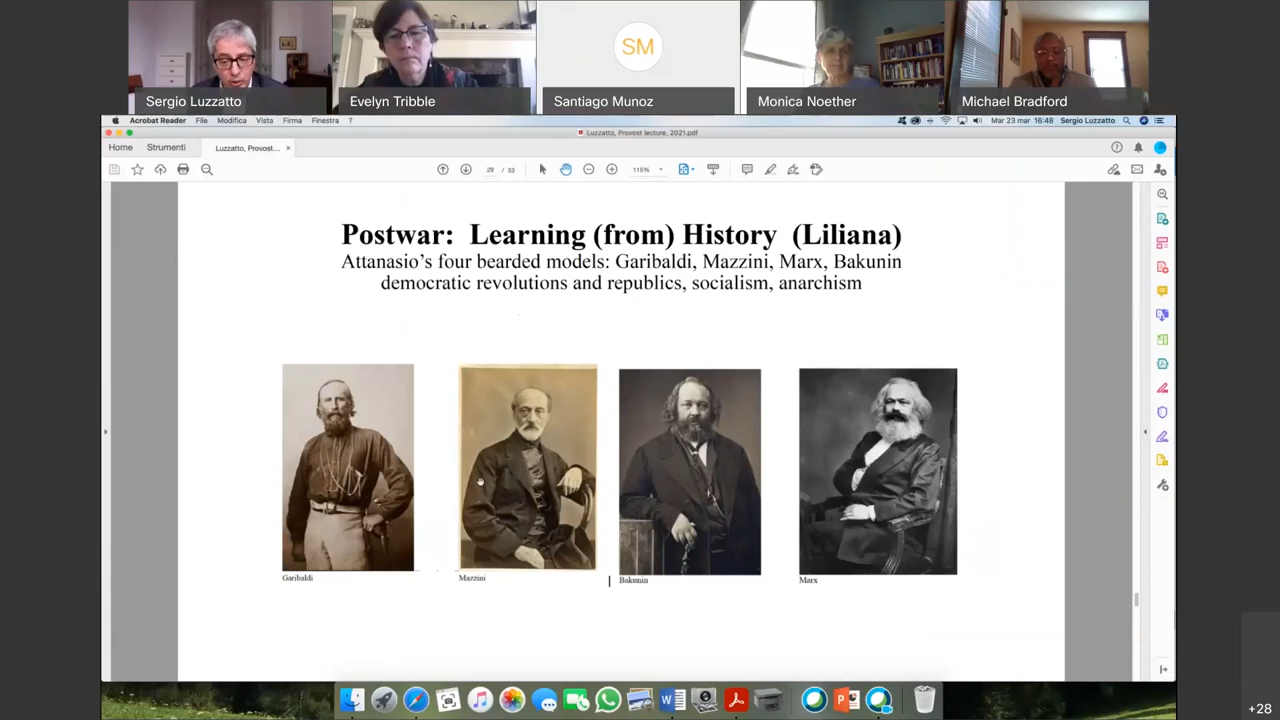 SM
Sergio Luzzatto
Evelyn Tribble
Santiago Munoz
Monica Noether
Michael Bradford
Acrobat Reader File Modifica Vista Firma Finestra ? Mar 23 mar 16:48 Sergio Luzzatto
Luzzatto, Provost lecture, 2021.pdf
Home Strumenti Luzzatto, Provost... ×
29 / 33 115%
Postwar: Learning (from) History (Liliana)
Attanasio's four bearded models: Garibaldi, Mazzini, Marx, Bakunin
democratic revolutions and republics, socialism, anarchism
Garibaldi
Mazzini
Bakunin
Marx
+28